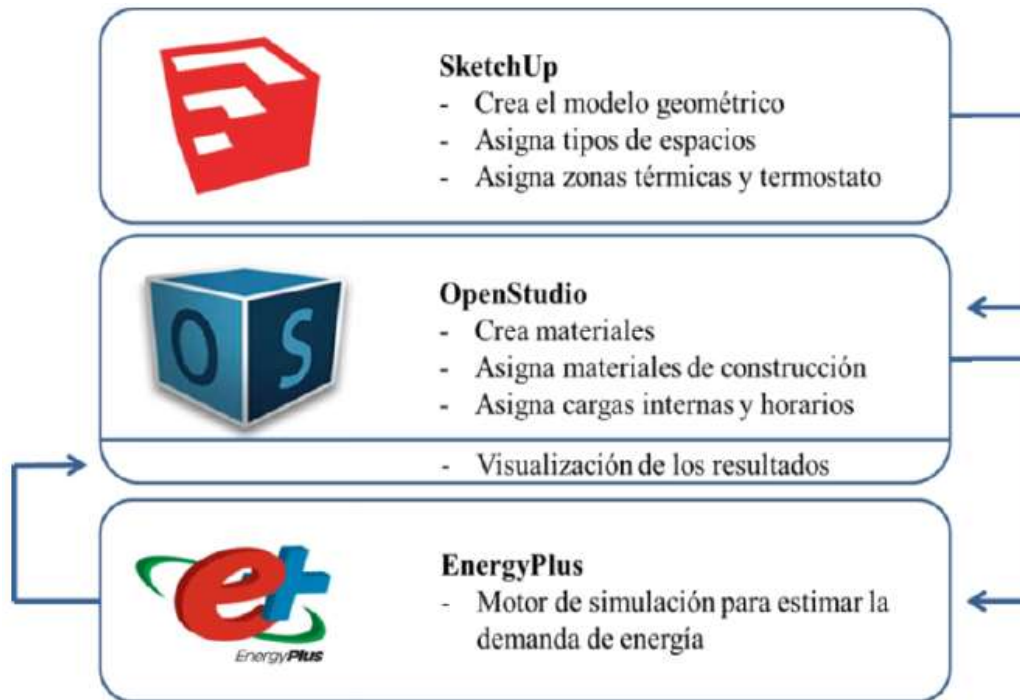 SketchUp
- Crea el modelo geométrico
- Asigna tipos de espacios
- Asigna zonas térmicas y termostato
O S
OpenStudio
- Crea materiales
- Asigna materiales de construcción
- Asigna cargas internas y horarios
- Visualización de los resultados
e+
EnergyPlus
EnergyPlus
- Motor de simulación para estimar la
demanda de energía